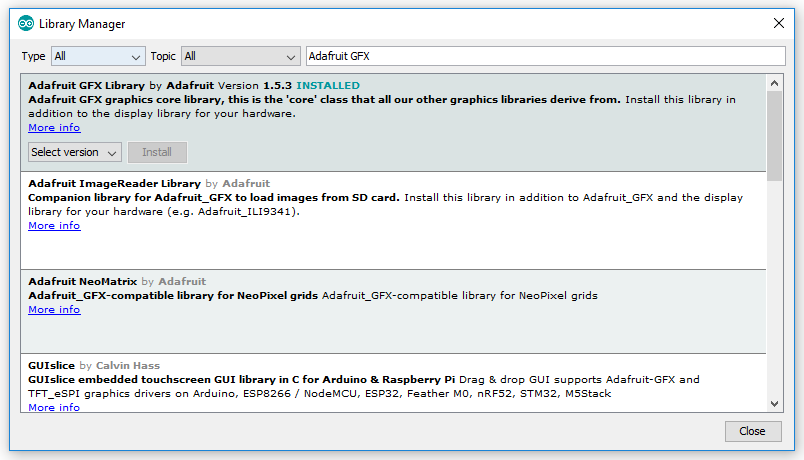 Library Manager
Type All Topic All Adafruit GFX
Adafruit GFX Library by Adafruit Version 1.5.3 INSTALLED
Adafruit GFX graphics core library, this is the 'core' class that all our other graphics libraries derive from. Install this library in
addition to the display library for your hardware.
More info
Select version Install
Adafruit ImageReader Library by Adafruit
Companion library for Adafruit_GFX to load images from SD card. Install this library in addition to Adafruit_GFX and the display
library for your hardware (e.g. Adafruit_ILI9341).
More info
Adafruit NeoMatrix by Adafruit
Adafruit_GFX-compatible library for NeoPixel grids Adafruit_GFX-compatible library for NeoPixel grids
More info
GUIslice by Calvin Hass
GUIslice embedded touchscreen GUI library in C for Arduino & Raspberry Pi Drag & drop GUI supports Adafruit-GFX and
TFT_eSPI graphics drivers on Arduino, ESP8266 / NodeMCU, ESP32, Feather M0, nRF52, STM32, M5Stack
More info
Close